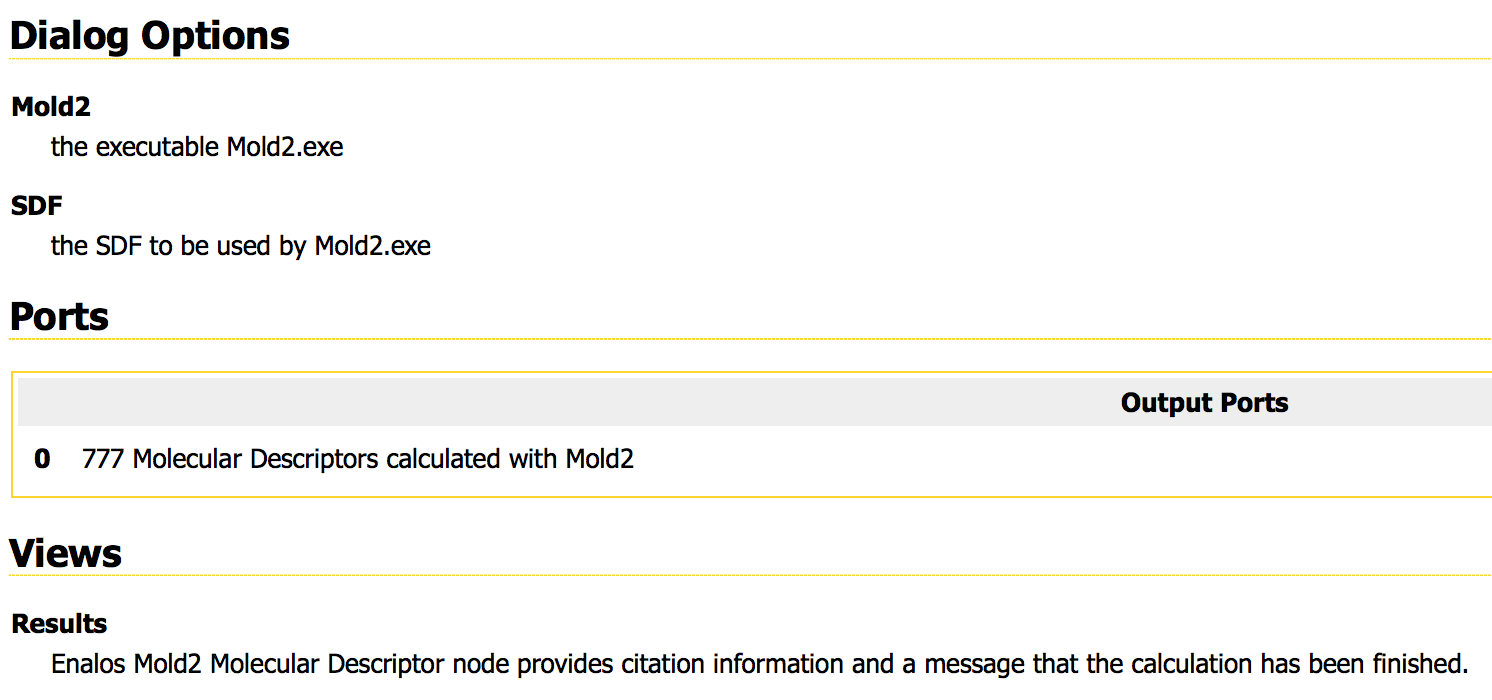 Dialog Options
Mold2
the executable Mold2.exe
SDF
the SDF to be used by Mold2.exe
Ports
Output Ports
0 777 Molecular Descriptors calculated with Mold2
Views
Results
Enalos Mold2 Molecular Descriptor node provides citation information and a message that the calculation has been finished.